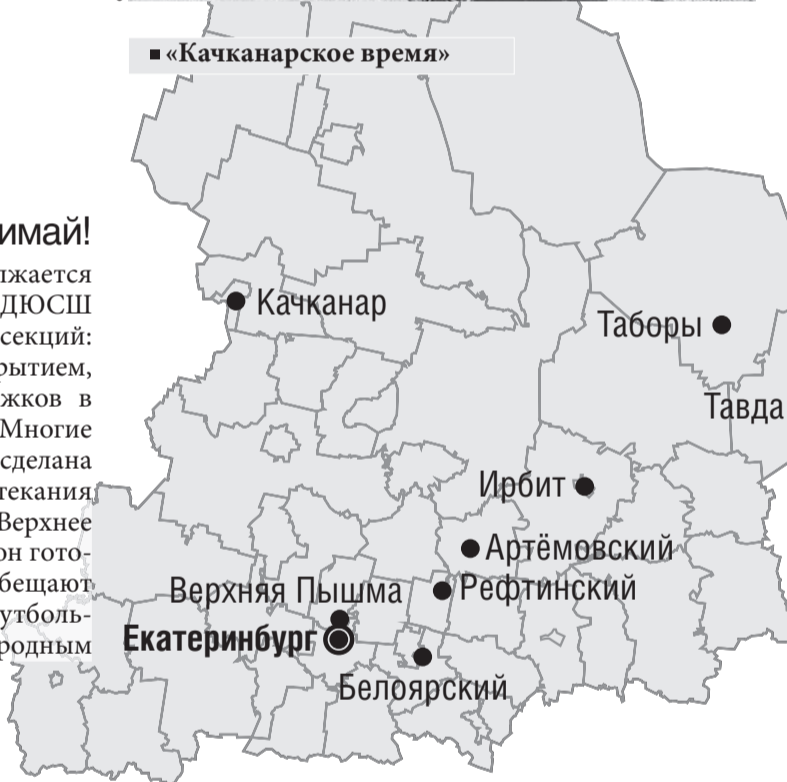 ■ «Качканарское время»
имай!
лжается
ДЮСШ
секций:
рытием,
жков в
Многие
сделана
текания
Верхнее
он гото-
бещают
утболь-
родным
Качканар
Таборы
Тавда
Ирбит
Артёмовский
Рефтинский
Верхняя Пышма
Екатеринбург
Белоярский